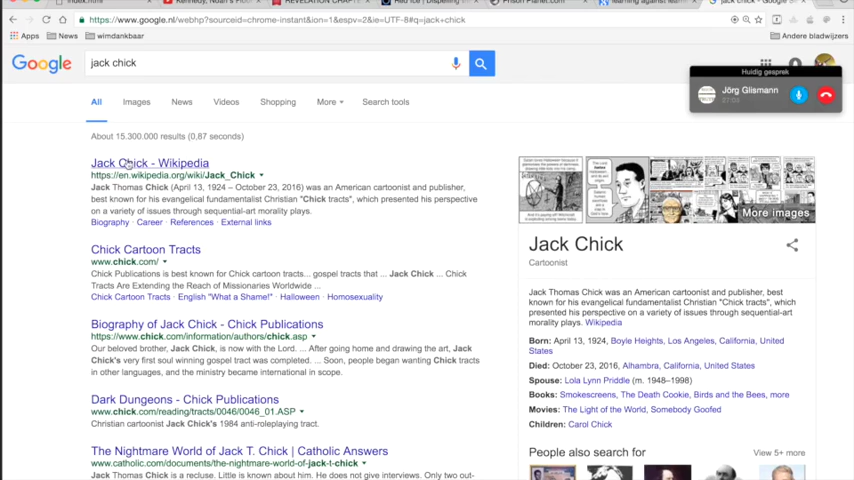 index.html
Kennedy, Noah's Flood
REVELATION CHAPTER
Red Ice | Dispelling
Prison Planet.com
learning against learn
jack chick - Google S
https://www.google.nl/webhp?sourceid=chrome-instant&ion=1&espv=2&ie=UTF-8#q=jack+chick
Apps News wimdankbaar Andere bladwijzers
Google jack chick
Huidig gesprek
Jörg Glismann
All Images News Videos Shopping More Search tools
About 15.300.000 results (0,87 seconds)
Jack Chick - Wikipedia
https://en.wikipedia.org/wiki/Jack_Chick
Jack Thomas Chick (April 13, 1924 – October 23, 2016) was an American cartoonist and publisher,
best known for his evangelical fundamentalist Christian "Chick tracts", which presented his perspective
on a variety of issues through sequential-art morality plays.
Biography · Career · References · External links
Chick Cartoon Tracts
www.chick.com/
Chick Publications is best known for Chick cartoon tracts... gospel tracts that ... Jack Chick ... Chick
Tracts Are Extending the Reach of Missionaries Worldwide ...
Chick Cartoon Tracts · English "What a Shame!" · Halloween · Homosexuality
Biography of Jack Chick - Chick Publications
https://www.chick.com/information/authors/chick.asp
Our beloved brother, Jack Chick, is now with the Lord. ... After going home and drawing the art, Jack
Chick's very first soul winning gospel tract was completed. ... Soon, people began wanting Chick tracts
in other languages, and the ministry became international in scope.
Dark Dungeons - Chick Publications
www.chick.com/reading/tracts/0046/0046_01.ASP
Christian cartoonist Jack Chick's 1984 anti-roleplaying tract.
The Nightmare World of Jack T. Chick | Catholic Answers
www.catholic.com/documents/the-nightmare-world-of-jack-t-chick
Jack Thomas Chick is a recluse. Little is known about him. He does not give interviews. Only two out-
More images
Jack Chick
Cartoonist
Jack Thomas Chick was an American cartoonist and publisher, best
known for his evangelical fundamentalist Christian "Chick tracts", which
presented his perspective on a variety of issues through sequential-art
morality plays. Wikipedia
Born: April 13, 1924, Boyle Heights, Los Angeles, California, United
States
Died: October 23, 2016, Alhambra, California, United States
Spouse: Lola Lynn Priddle (m. 1948–1998)
Books: Smokescreens, The Death Cookie, Birds and the Bees, more
Movies: The Light of the World, Somebody Goofed
Children: Carol Chick
People also search for View 5+ more